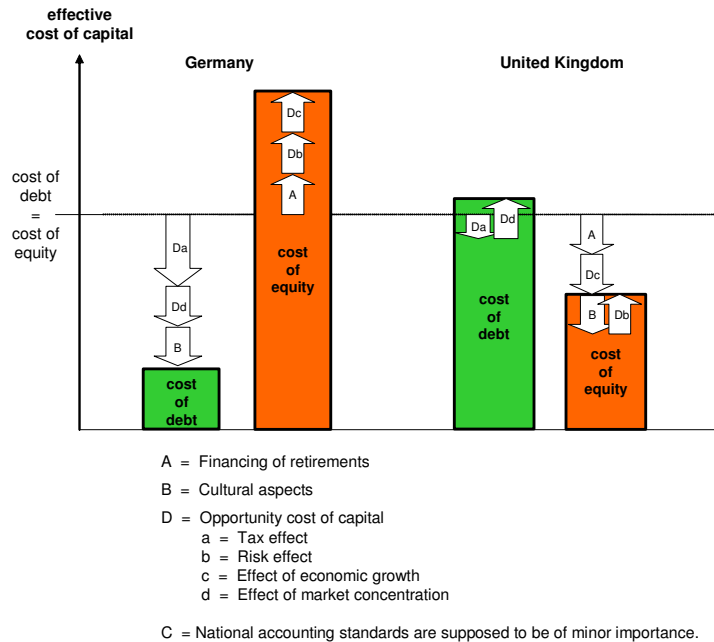 effective
cost of capital
Germany
United Kingdom
cost of
debt
=
cost of
equity
Da
Dd
B
cost
of
debt
Dc
Db
A
cost
of
equity
Da
Dd
cost
of
debt
A
Dc
B
Db
cost
of
equity
A = Financing of retirements
B = Cultural aspects
D = Opportunity cost of capital
a = Tax effect
b = Risk effect
c = Effect of economic growth
d = Effect of market concentration
C = National accounting standards are supposed to be of minor importance.